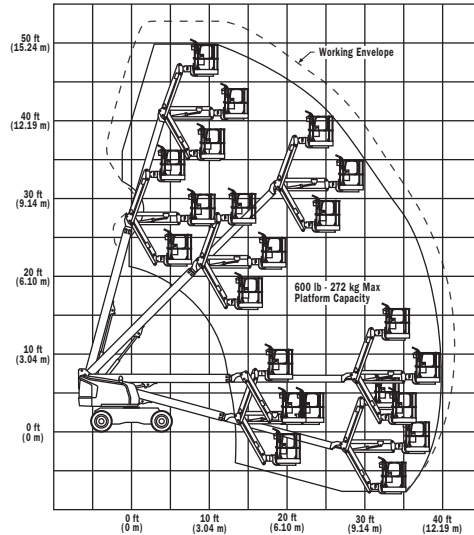 50 ft
(15.24 m)
Working Envelope
40 ft
(12.19 m)
30 ft
(9.14 m)
20 ft
(6.10 m)
600 lb - 272 kg Max
Platform Capacity
10 ft
(3.04 m)
0 ft
(0 m)
0 ft
(0 m)
10 ft
(3.04 m)
20 ft
(6.10 m)
30 ft
(9.14 m)
40 ft
(12.19 m)